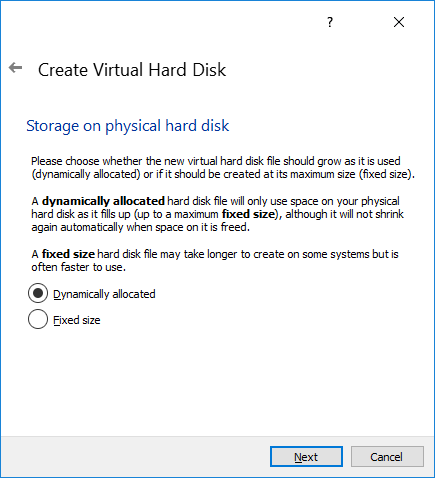 ?
Create Virtual Hard Disk
Storage on physical hard disk
Please choose whether the new virtual hard disk file should grow as it is used
(dynamically allocated) or if it should be created at its maximum size (fixed size).
A dynamically allocated hard disk file will only use space on your physical
hard disk as it fills up (up to a maximum fixed size), although it will not shrink
again automatically when space on it is freed.
A fixed size hard disk file may take longer to create on some systems but is
often faster to use.
Dynamically allocated
Fixed size
Next
Cancel